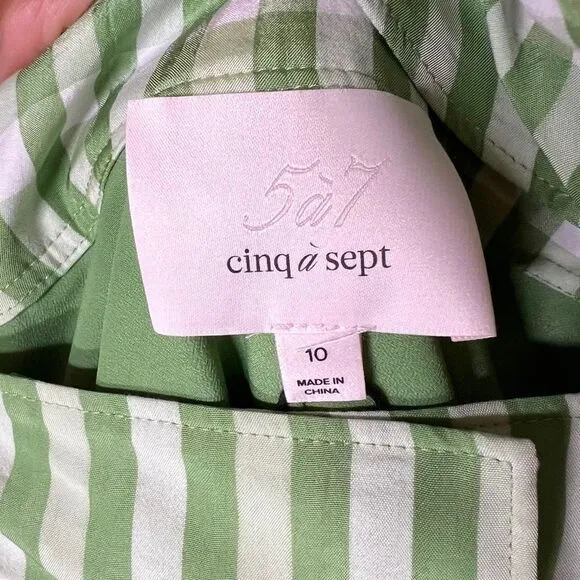 5à7
cinq à sept
10
MADE IN
CHINA